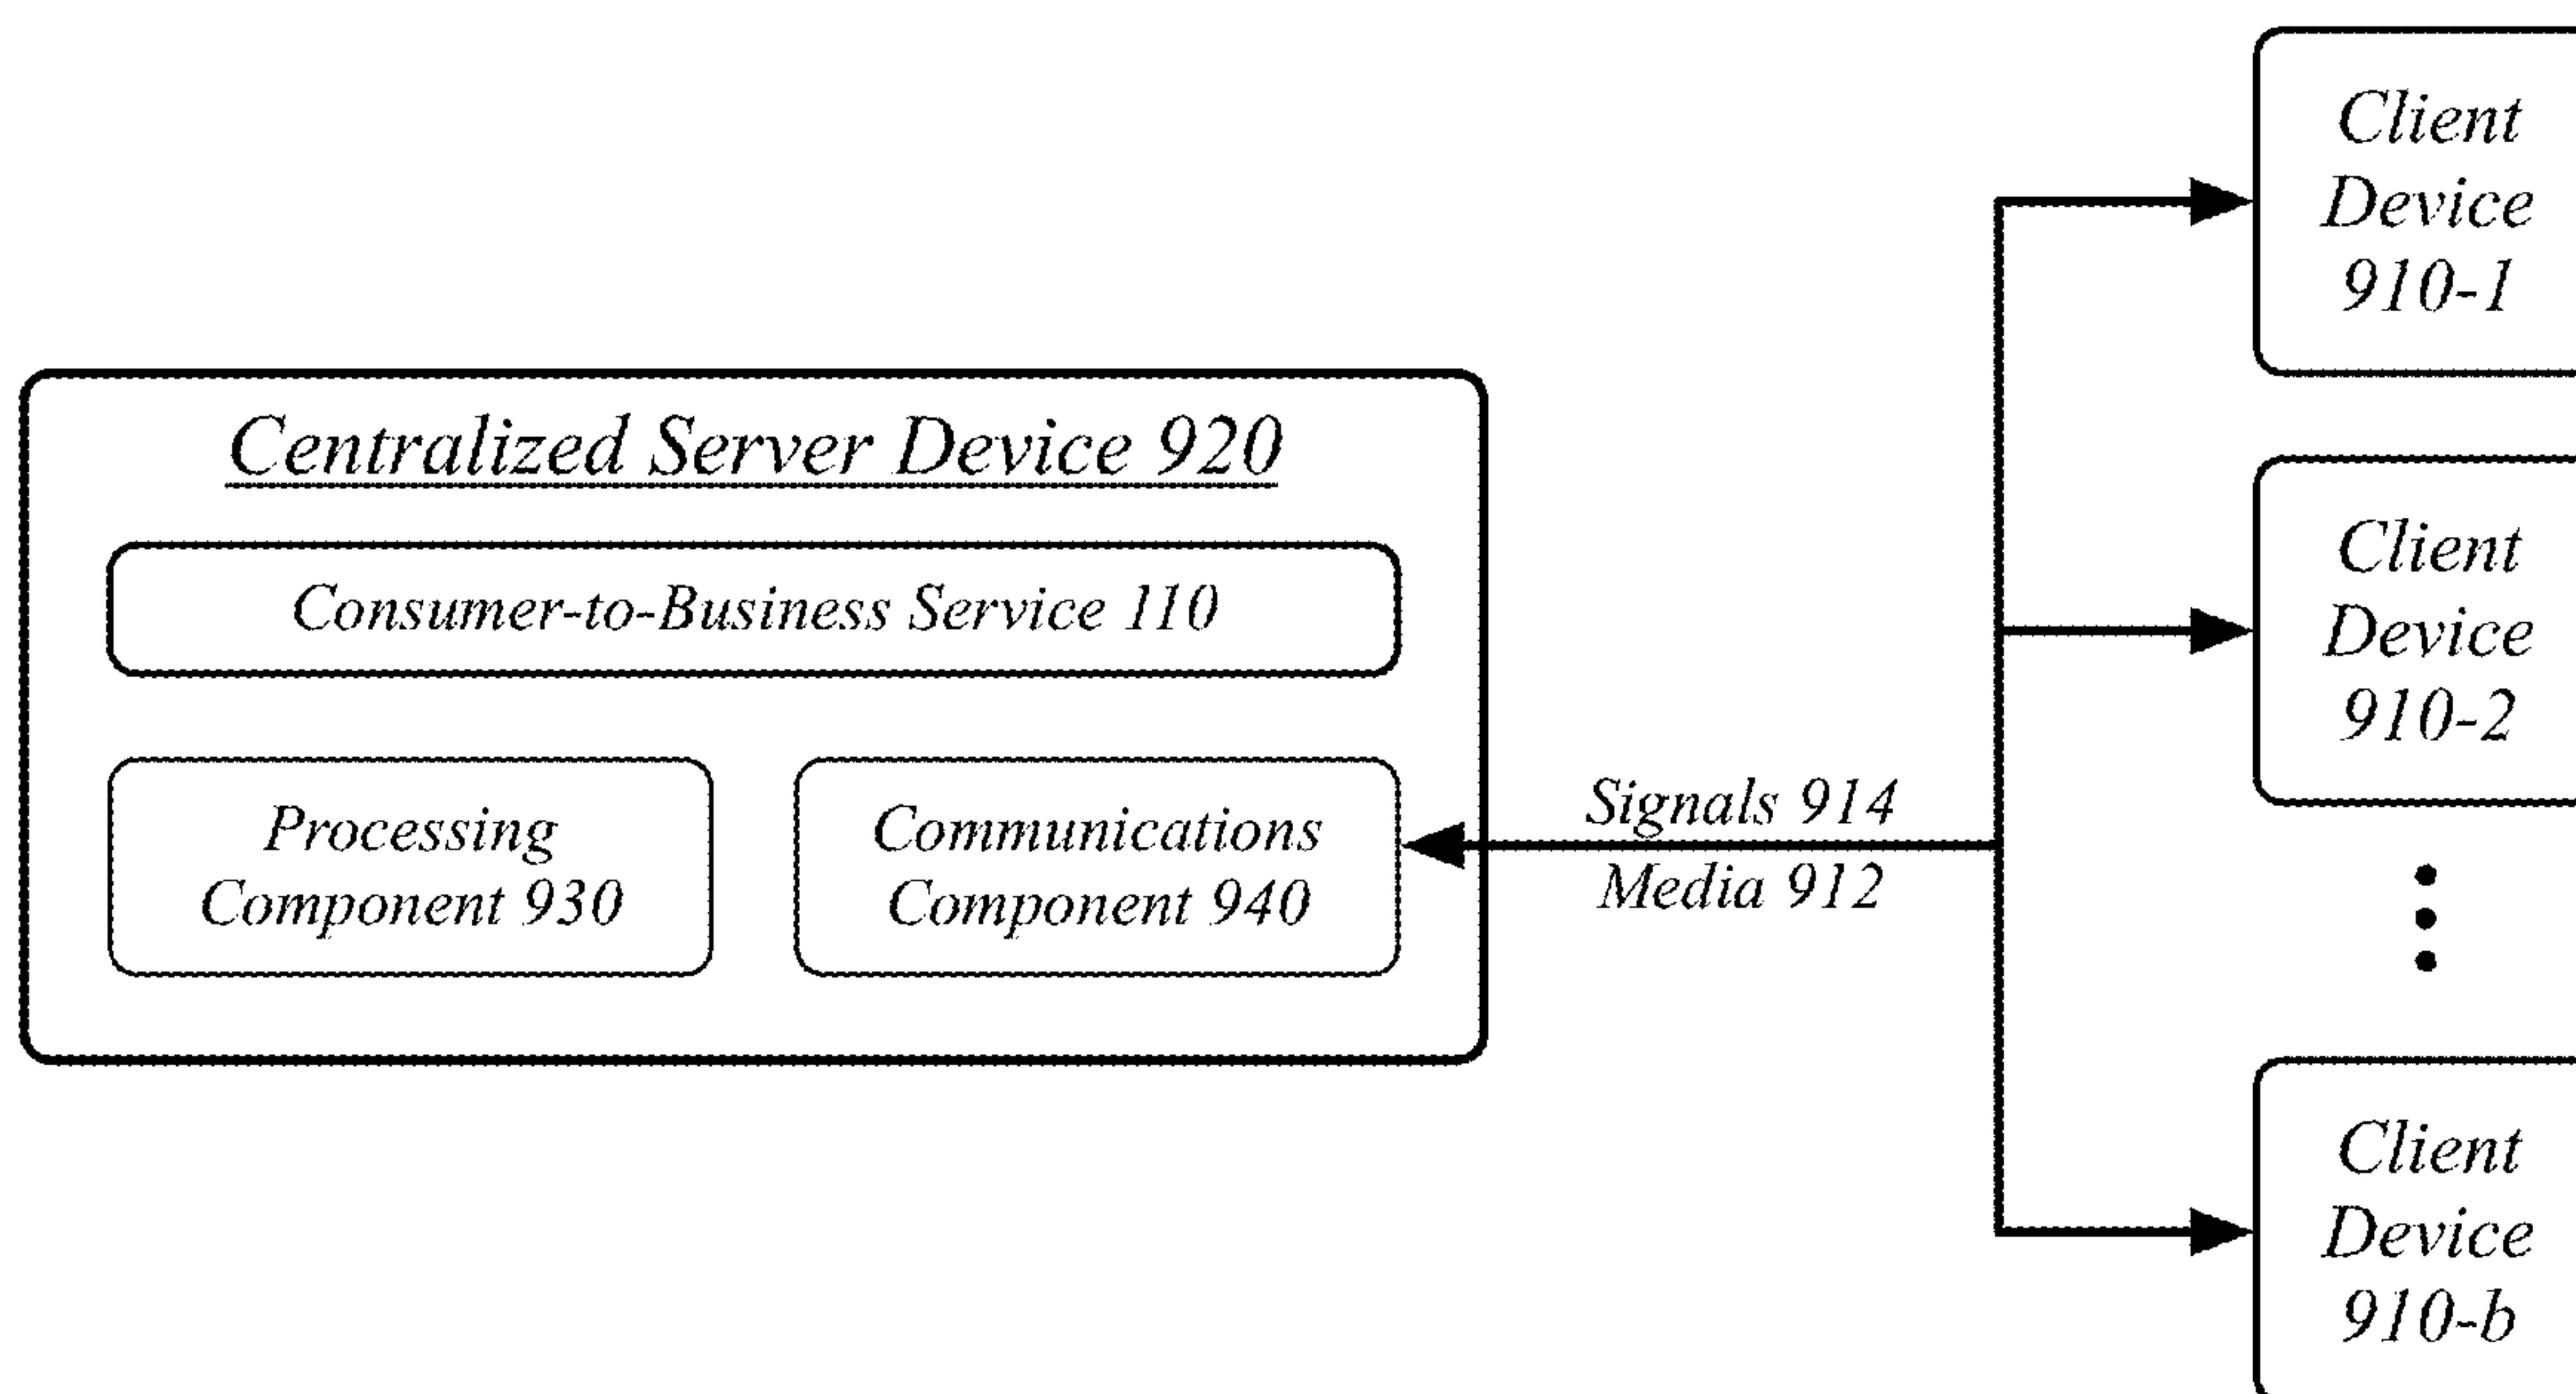 Centralized Server Device 920
Consumer-to-Business Service 110
Processing
Component 930
Communications
Component 940
Signals 914
Media 912
Client
Device
910-1
Client
Device
910-2
Client
Device
910-b